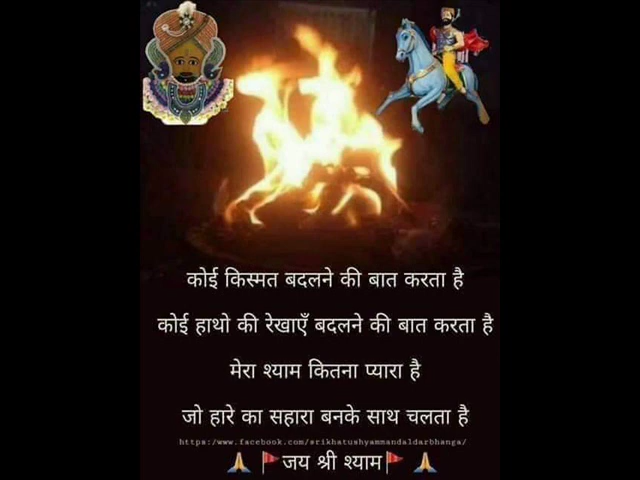 कोई किस्मत बदलने की बात करता है
कोई हाथो की रेखाएँ बदलने की बात करता है
मेरा श्याम कितना प्यारा है
जो हारे का सहारा बनके साथ चलता है
https:/www.facebook.com/srikhatushyammandaldarbhanga/
🙏 🚩जय श्री श्याम🚩 🙏